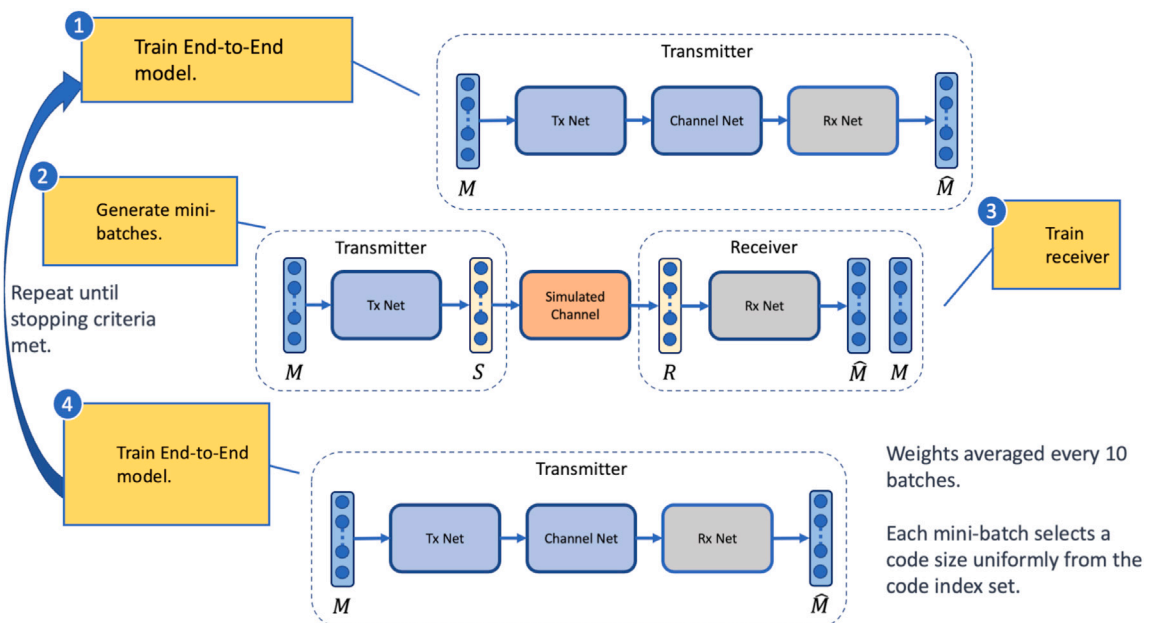 1
Train End-to-End
model.
Transmitter
Tx Net
Channel Net
Rx Net
M
M̂
2
Generate mini-
batches.
3
Train
receiver
Transmitter
Receiver
Tx Net
Simulated
Channel
Rx Net
M
S
R
M̂
M
Repeat until
stopping criteria
met.
4
Train End-to-End
model.
Transmitter
Tx Net
Channel Net
Rx Net
M
M̂
Weights averaged every 10
batches.
Each mini-batch selects a
code size uniformly from the
code index set.